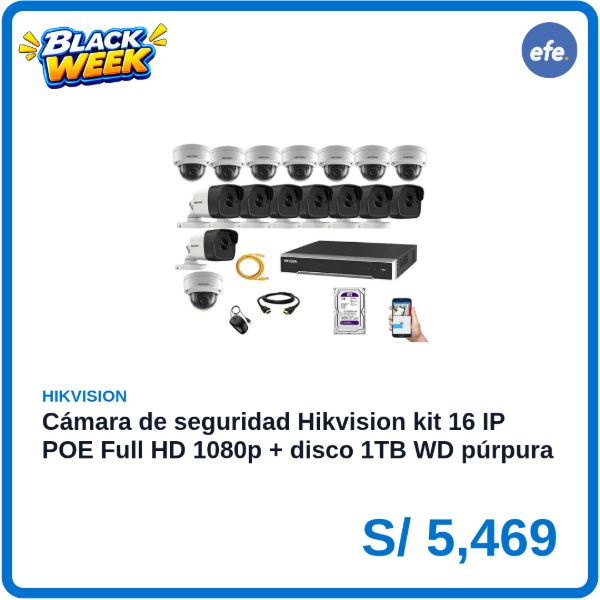 BLACK
WEEK
efe.
HIKVISION
Cámara de seguridad Hikvision kit 16 IP
POE Full HD 1080p + disco 1TB WD púrpura
S/ 5,469